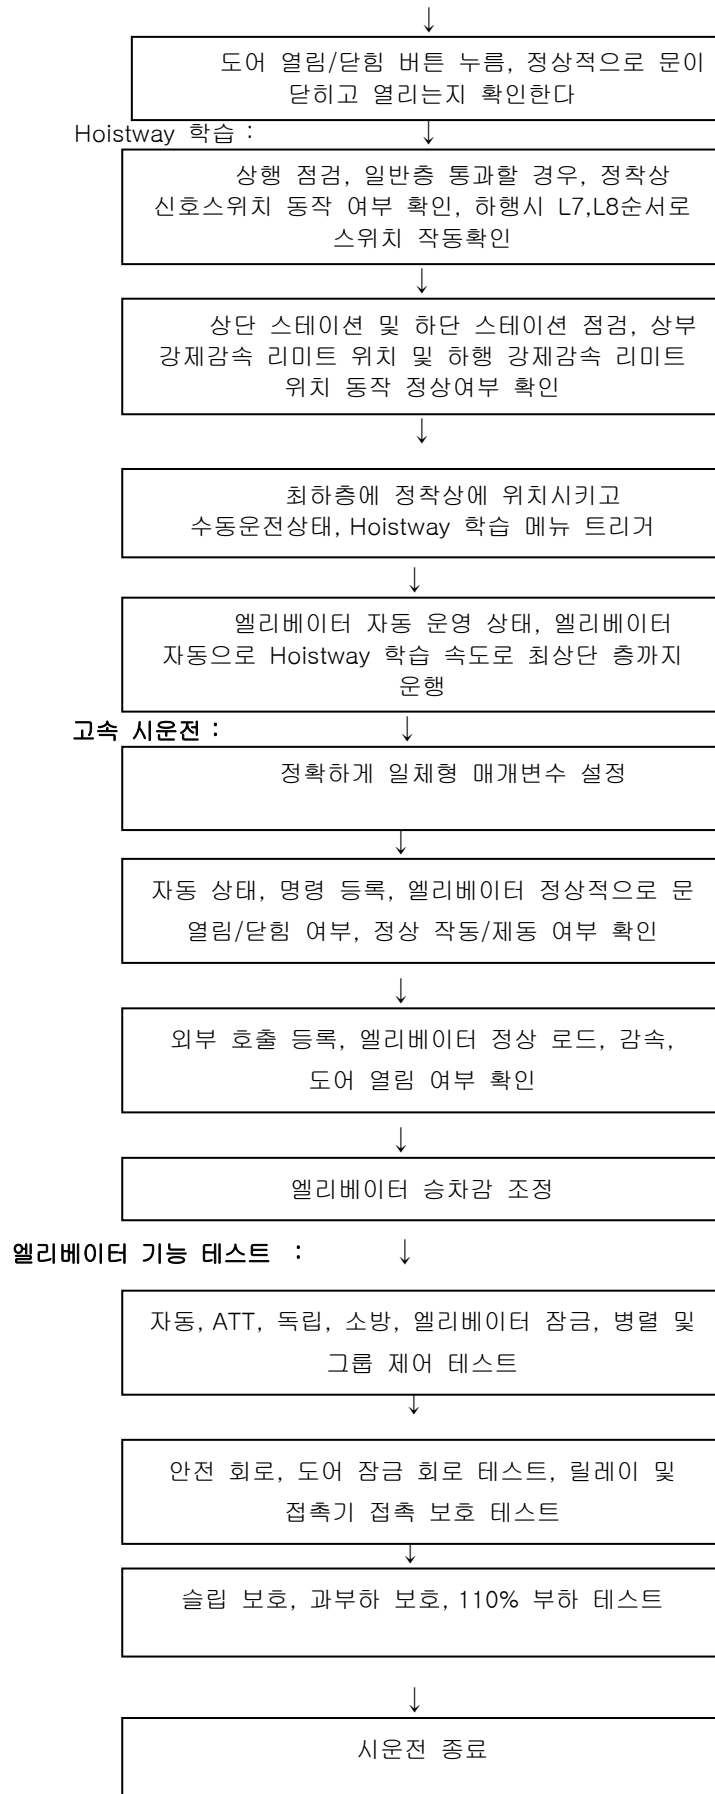 ↓
도어 열림/닫힘 버튼 누름, 정상적으로 문이
닫히고 열리는지 확인한다
Hoistway 학습 :
↓
상행 점검, 일반층 통과할 경우, 정착상
신호스위치 동작 여부 확인, 하행시 L7,L8순서로
스위치 작동확인
↓
상단 스테이션 및 하단 스테이션 점검, 상부
강제감속 리미트 위치 및 하행 강제감속 리미트
위치 동작 정상여부 확인
↓
최하층에 정착상에 위치시키고
수동운전상태, Hoistway 학습 메뉴 트리거
↓
엘리베이터 자동 운영 상태, 엘리베이터
자동으로 Hoistway 학습 속도로 최상단 층까지
운행
고속 시운전 :
↓
정확하게 일체형 매개변수 설정
↓
자동 상태, 명령 등록, 엘리베이터 정상적으로 문
열림/닫힘 여부, 정상 작동/제동 여부 확인
↓
외부 호출 등록, 엘리베이터 정상 로드, 감속,
도어 열림 여부 확인
↓
엘리베이터 승차감 조정
엘리베이터 기능 테스트 :
↓
자동, ATT, 독립, 소방, 엘리베이터 잠금, 병렬 및
그룹 제어 테스트
↓
안전 회로, 도어 잠금 회로 테스트, 릴레이 및
접촉기 접촉 보호 테스트
↓
슬립 보호, 과부하 보호, 110% 부하 테스트
↓
시운전 종료